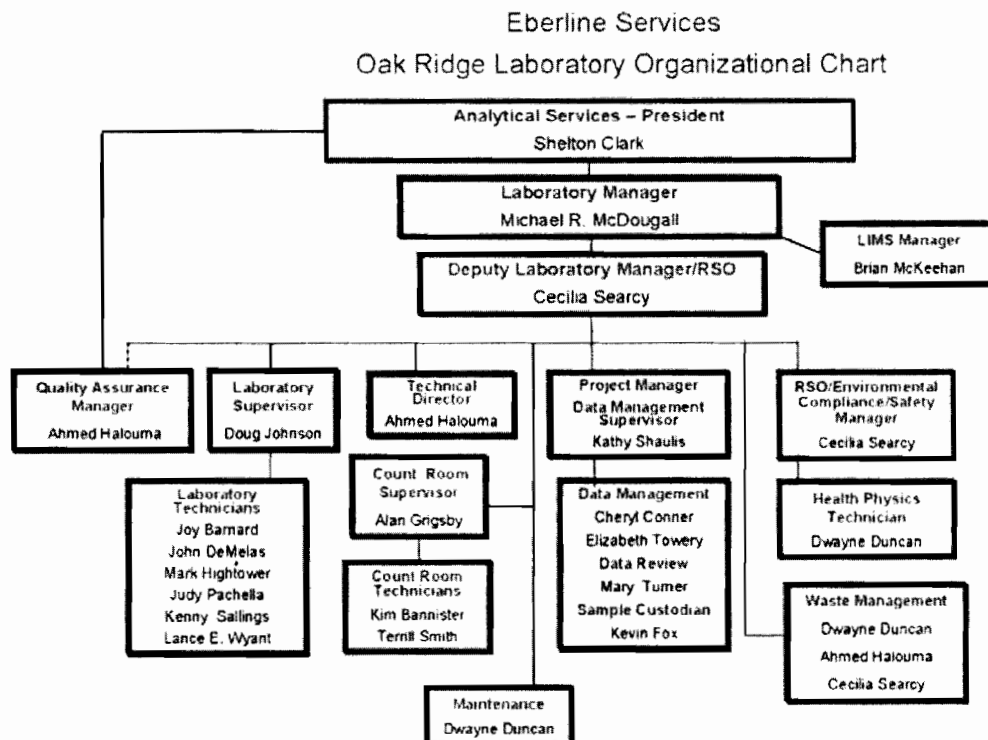 Eberline Services
Oak Ridge Laboratory Organizational Chart
Analytical Services – President
Shelton Clark
Laboratory Manager
Michael R. McDougall
LIMS Manager
Brian McKeehan
Deputy Laboratory Manager/RSO
Cecilia Searcy
Quality Assurance
Manager
Ahmed Halouma
Laboratory
Supervisor
Doug Johnson
Technical
Director
Ahmed Halouma
Project Manager
Data Management
Supervisor
Kathy Shaulis
RSO/Environmental
Compliance/Safety
Manager
Cecilia Searcy
Laboratory
Technicians
Joy Barnard
John DeMelas
Mark Hightower
Judy Pachella
Kenny Sallings
Lance E. Wyant
Count Room
Supervisor
Alan Grigsby
Count Room
Technicians
Kim Bannister
Terrill Smith
Data Management
Cheryl Conner
Elizabeth Towery
Data Review
Mary Turner
Sample Custodian
Kevin Fox
Health Physics
Technician
Dwayne Duncan
Waste Management
Dwayne Duncan
Ahmed Halouma
Cecilia Searcy
Maintenance
Dwayne Duncan